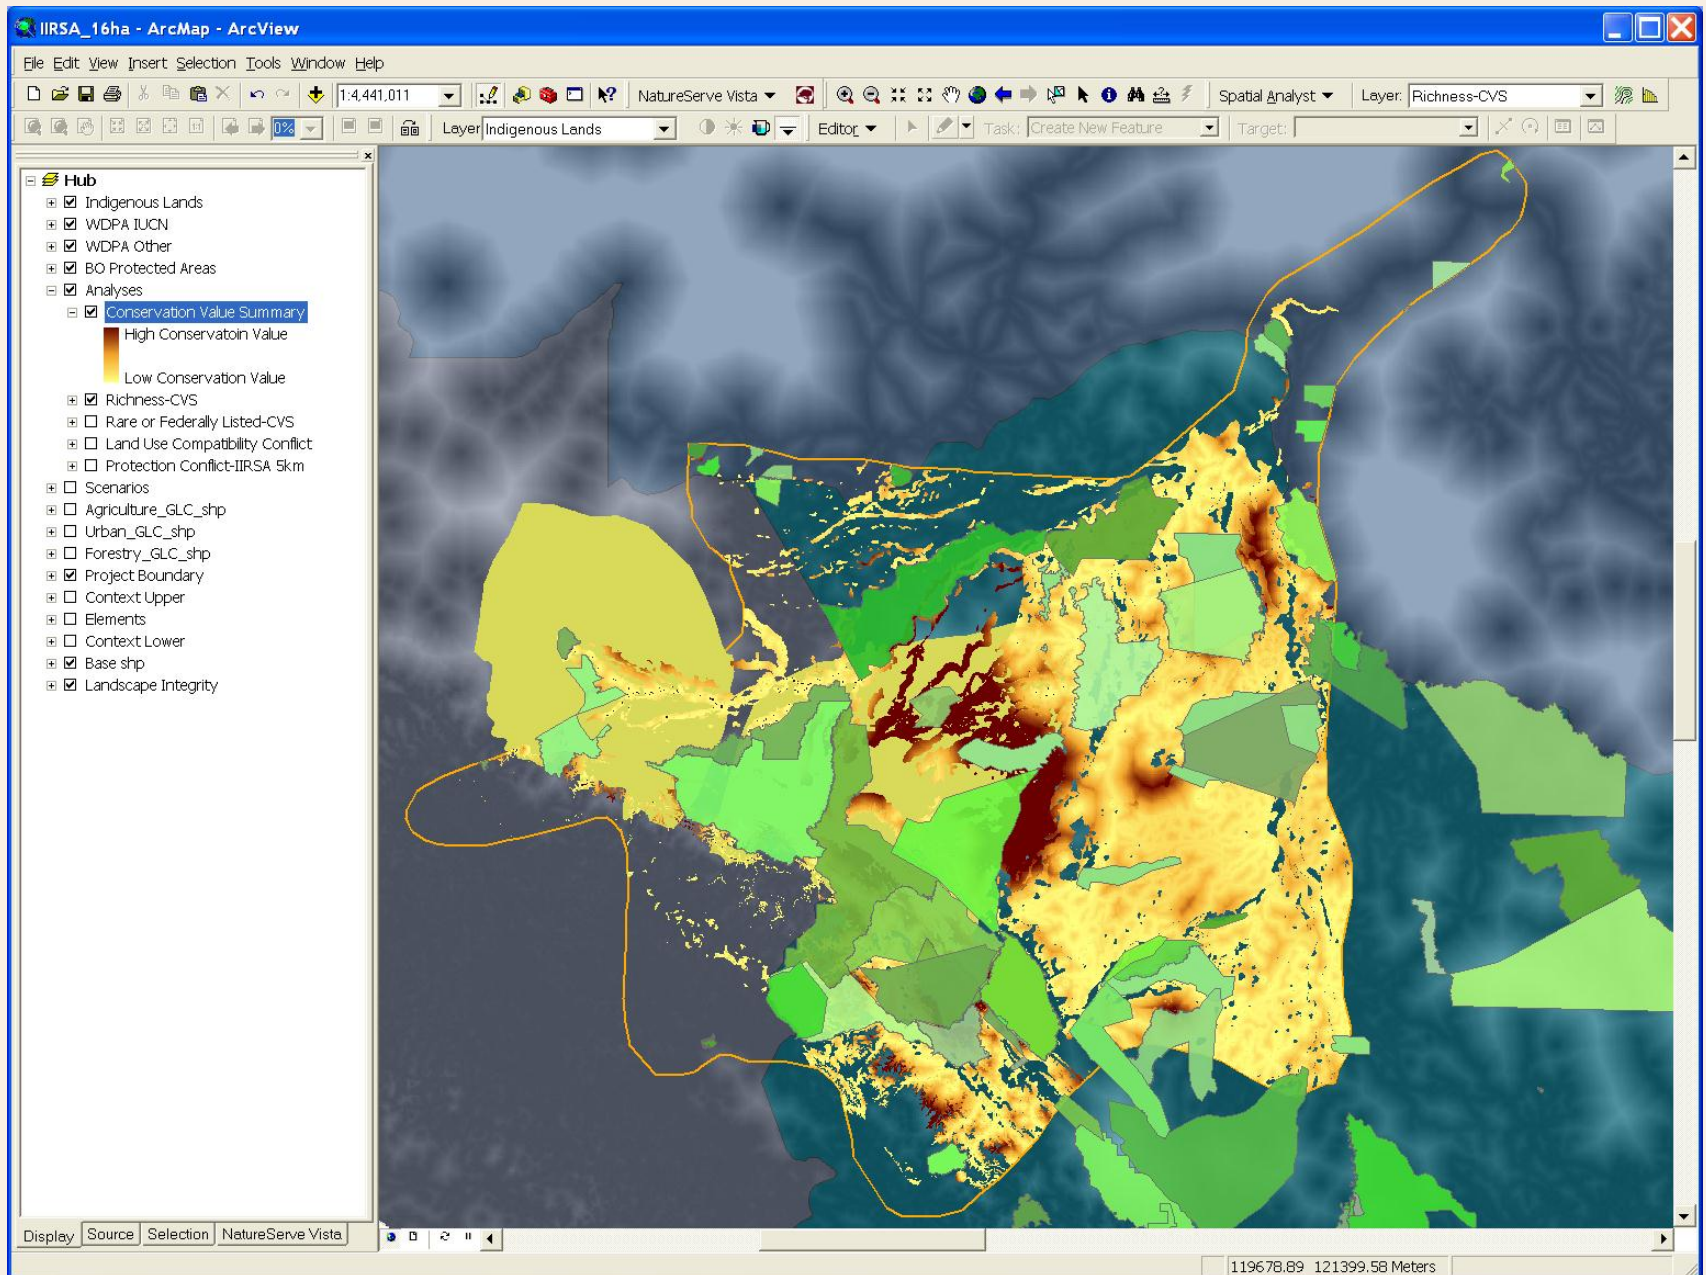 IIRSA_16ha - ArcMap - ArcView
File Edit View Insert Selection Tools Window Help
1:4,441,011 NatureServe Vista Spatial Analyst Layer: Richness-CVS
0% Layer Indigenous Lands Editor Task: Create New Feature Target:
Hub
Indigenous Lands
WDPA IUCN
WDPA Other
BO Protected Areas
Analyses
Conservation Value Summary
High Conservatoin Value
Low Conservation Value
Richness-CVS
Rare or Federally Listed-CVS
Land Use Compatibility Conflict
Protection Conflict-IIRSA 5km
Scenarios
Agriculture_GLC_shp
Urban_GLC_shp
Forestry_GLC_shp
Project Boundary
Context Upper
Elements
Context Lower
Base shp
Landscape Integrity
Display Source Selection NatureServe Vista
119678.89 121399.58 Meters